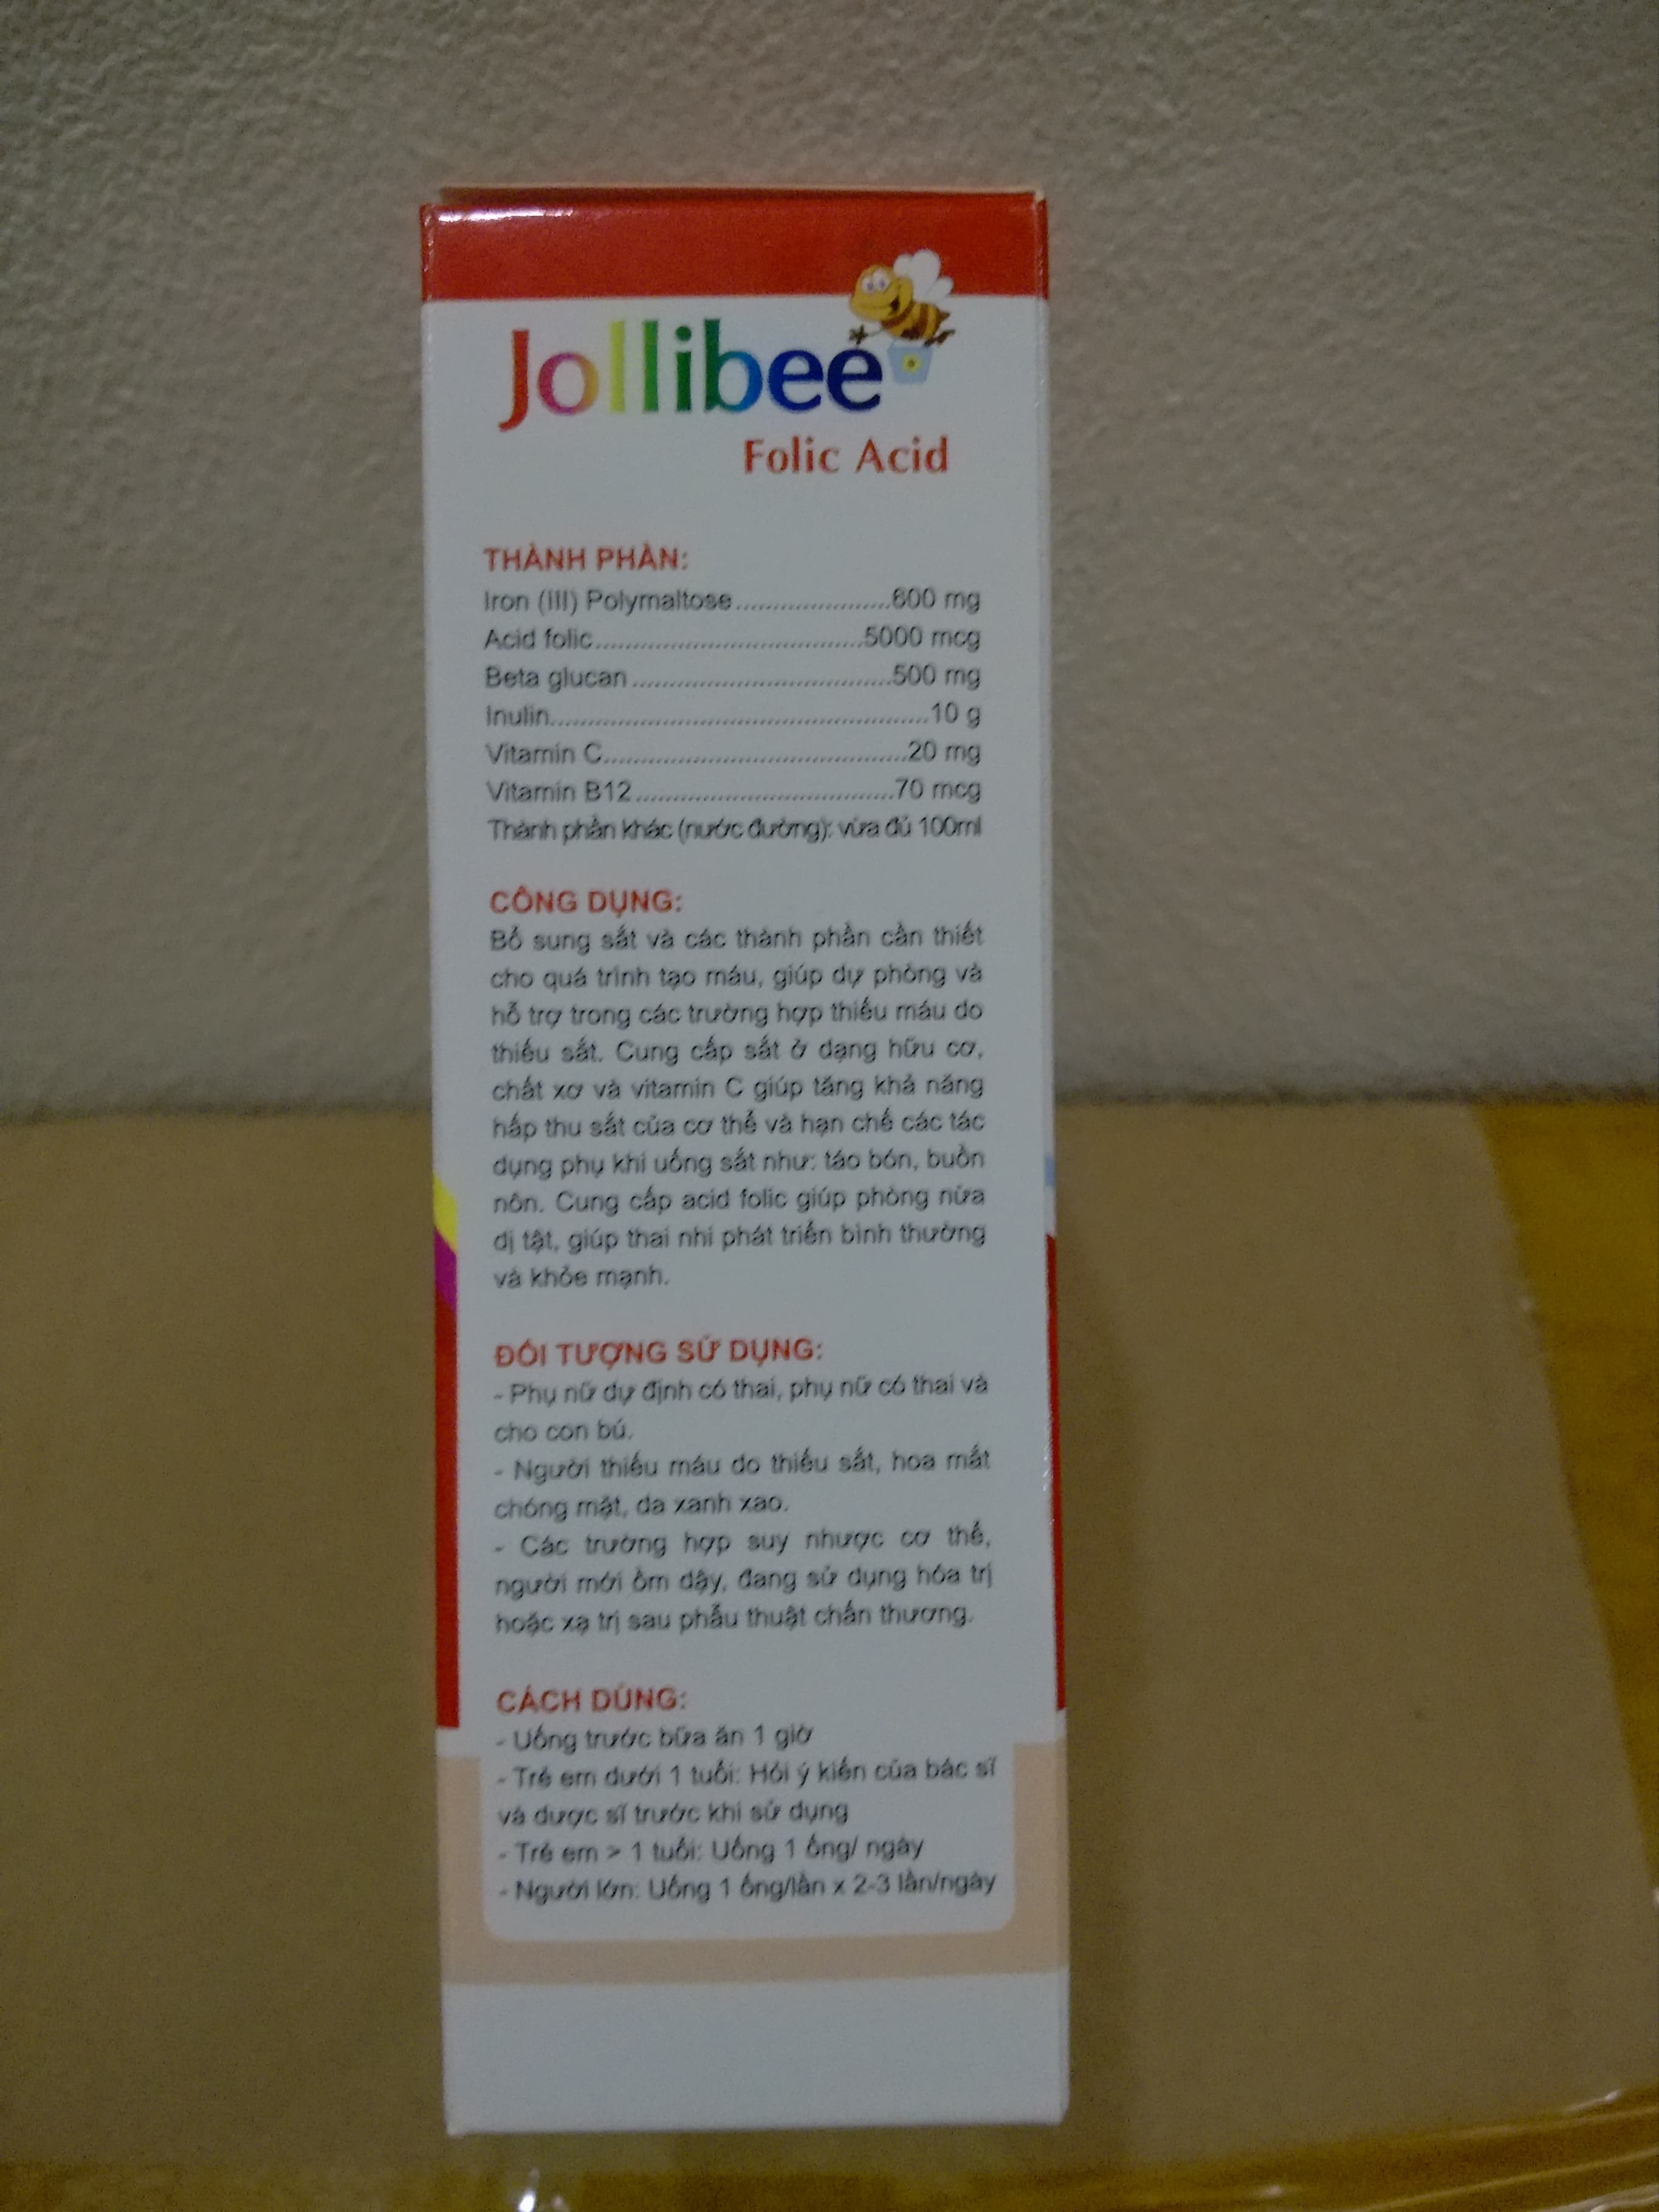 Jollibee
Folic Acid
THÀNH PHẦN:
Iron (III) Polymaltose......................600 mg
Acid folic....................................5000 mcg
Beta glucan...................................500 mg
Inulin..................................................10 g
Vitamin C........................................20 mg
Vitamin B12..................................70 mcg
Thành phần khác (nước đường): vừa đủ 100ml
CÔNG DỤNG:
Bổ sung sắt và các thành phần cần thiết
cho quá trình tạo máu, giúp dự phòng và
hỗ trợ trong các trường hợp thiếu máu do
thiếu sắt. Cung cấp sắt ở dạng hữu cơ,
chất xơ và vitamin C giúp tăng khả năng
hấp thu sắt của cơ thể và hạn chế các tác
dụng phụ khi uống sắt như: táo bón, buồn
nôn. Cung cấp acid folic giúp phòng nừa
dị tật, giúp thai nhi phát triển bình thường
và khỏe mạnh.
ĐỐI TƯỢNG SỬ DỤNG:
- Phụ nữ dự định có thai, phụ nữ có thai và
cho con bú.
- Người thiếu máu do thiếu sắt, hoa mắt
chóng mặt, da xanh xao.
- Các trường hợp suy nhược cơ thể,
người mới ốm dậy, đang sử dụng hóa trị
hoặc xạ trị sau phẫu thuật chấn thương.
CÁCH DÙNG:
- Uống trước bữa ăn 1 giờ
- Trẻ em dưới 1 tuổi: Hỏi ý kiến của bác sĩ
và dược sĩ trước khi sử dụng
- Trẻ em > 1 tuổi: Uống 1 ống/ ngày
- Người lớn: Uống 1 ống/lần x 2-3 lần/ngày